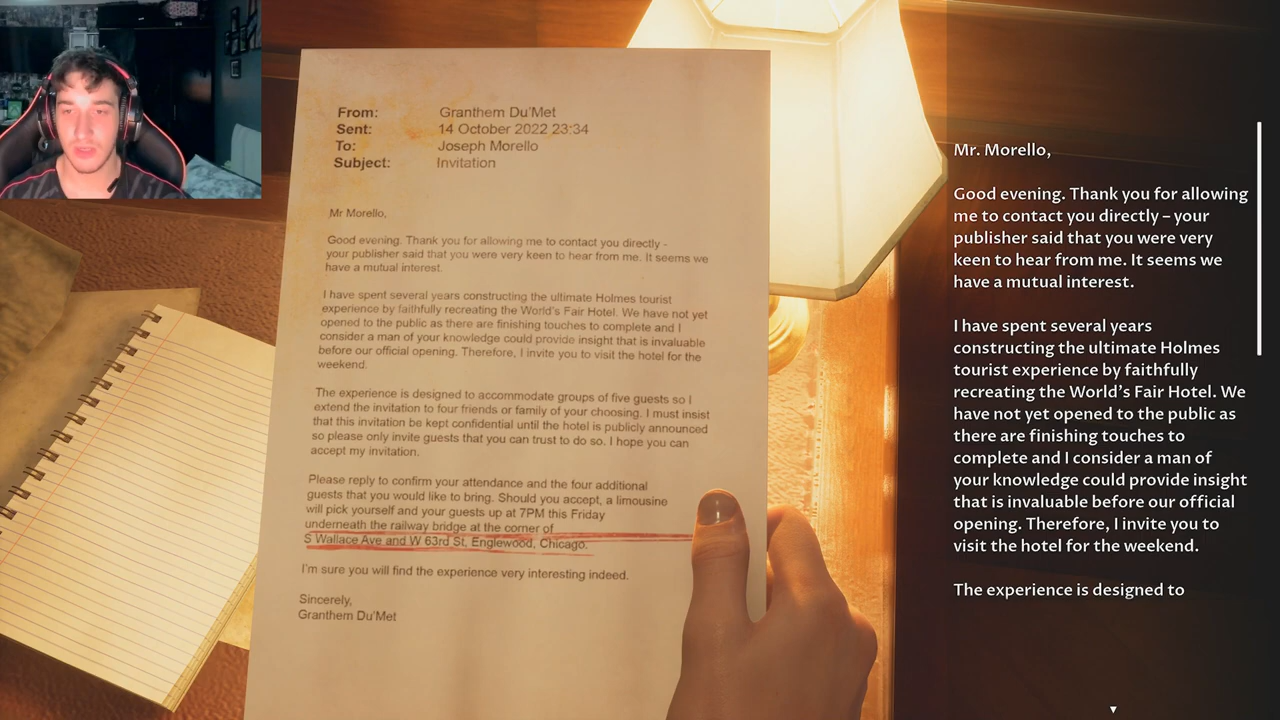 From: Granthem Du'Met
Sent: 14 October 2022 23:34
To: Joseph Morello
Subject: Invitation
Mr Morello,
Good evening. Thank you for allowing me to contact you directly -
your publisher said that you were very keen to hear from me. It seems we
have a mutual interest.
I have spent several years constructing the ultimate Holmes tourist
experience by faithfully recreating the World's Fair Hotel. We have not yet
opened to the public as there are finishing touches to complete and I
consider a man of your knowledge could provide insight that is invaluable
before our official opening. Therefore, I invite you to visit the hotel for the
weekend.
The experience is designed to accommodate groups of five guests so I
extend the invitation to four friends or family of your choosing. I must insist
that this invitation be kept confidential until the hotel is publicly announced
so please only invite guests that you can trust to do so. I hope you can
accept my invitation.
Please reply to confirm your attendance and the four additional
guests that you would like to bring. Should you accept, a limousine
will pick yourself and your guests up at 7PM this Friday
underneath the railway bridge at the corner of
S Wallace Ave and W 63rd St, Englewood, Chicago.
I'm sure you will find the experience very interesting indeed.
Sincerely,
Granthem Du'Met
Mr. Morello,
Good evening. Thank you for allowing
me to contact you directly – your
publisher said that you were very
keen to hear from me. It seems we
have a mutual interest.
I have spent several years
constructing the ultimate Holmes
tourist experience by faithfully
recreating the World's Fair Hotel. We
have not yet opened to the public as
there are finishing touches to
complete and I consider a man of
your knowledge could provide insight
that is invaluable before our official
opening. Therefore, I invite you to
visit the hotel for the weekend.
The experience is designed to